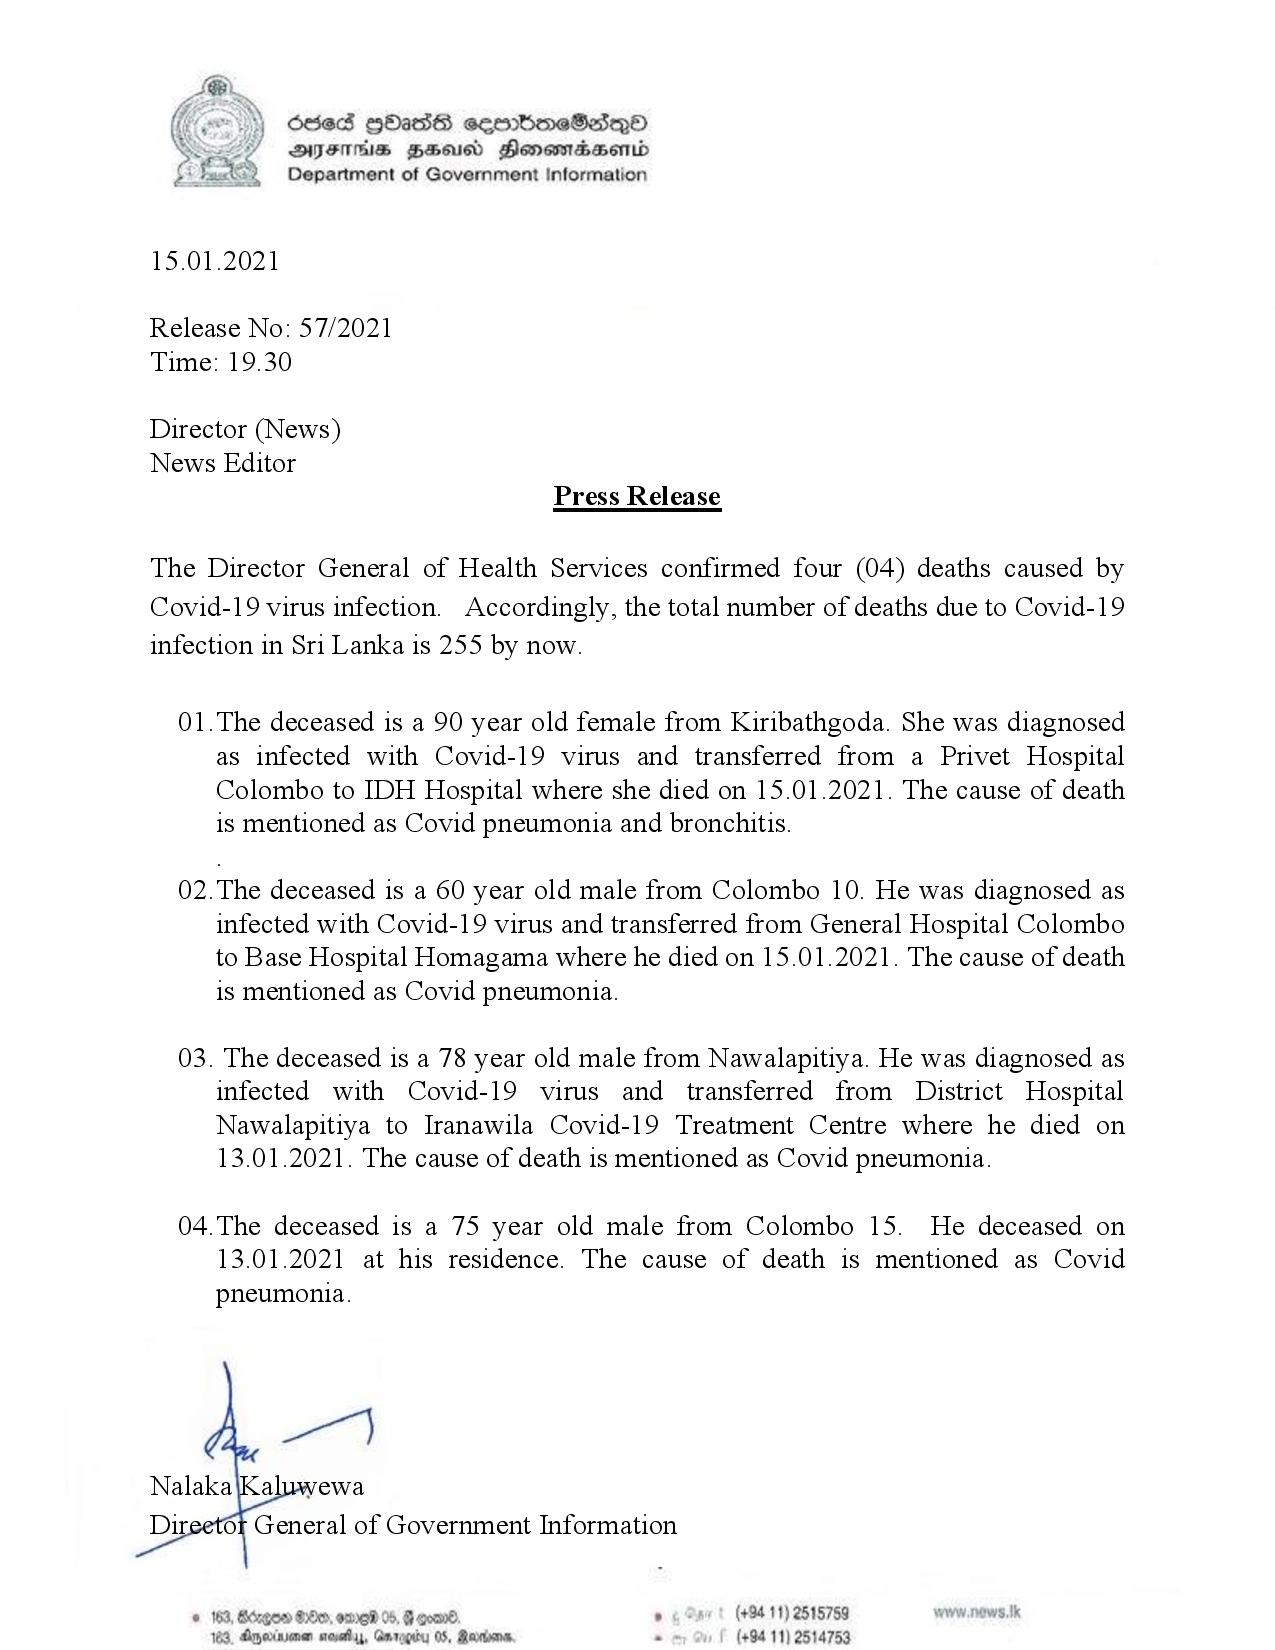 රජයේ ප්‍රවෘත්ති දෙපාර්තමේන්තුව
அரசாங்க தகவல் திணைக்களம்
Department of Government Information
15.01.2021
Release No: 57/2021
Time: 19.30
Director (News)
News Editor
Press Release
The Director General of Health Services confirmed four (04) deaths caused by
Covid-19 virus infection. Accordingly, the total number of deaths due to Covid-19
infection in Sri Lanka is 255 by now.
01. The deceased is a 90 year old female from Kiribathgoda. She was diagnosed
as infected with Covid-19 virus and transferred from a Privet Hospital
Colombo to IDH Hospital where she died on 15.01.2021. The cause of death
is mentioned as Covid pneumonia and bronchitis.
.
02. The deceased is a 60 year old male from Colombo 10. He was diagnosed as
infected with Covid-19 virus and transferred from General Hospital Colombo
to Base Hospital Homagama where he died on 15.01.2021. The cause of death
is mentioned as Covid pneumonia.
03. The deceased is a 78 year old male from Nawalapitiya. He was diagnosed as
infected with Covid-19 virus and transferred from District Hospital
Nawalapitiya to Iranawila Covid-19 Treatment Centre where he died on
13.01.2021. The cause of death is mentioned as Covid pneumonia.
04. The deceased is a 75 year old male from Colombo 15. He deceased on
13.01.2021 at his residence. The cause of death is mentioned as Covid
pneumonia.
Nalaka Kaluwewa
Director General of Government Information
163, කිරුලපන මාවත, කොළඹ 05, ශ්‍රී ලංකාව.
(+94 11) 2515759
www.news.lk
163, கிருலப்பனை எவனியூ, கொழும்பு 05, இலங்கை.
(+94 11) 2514753